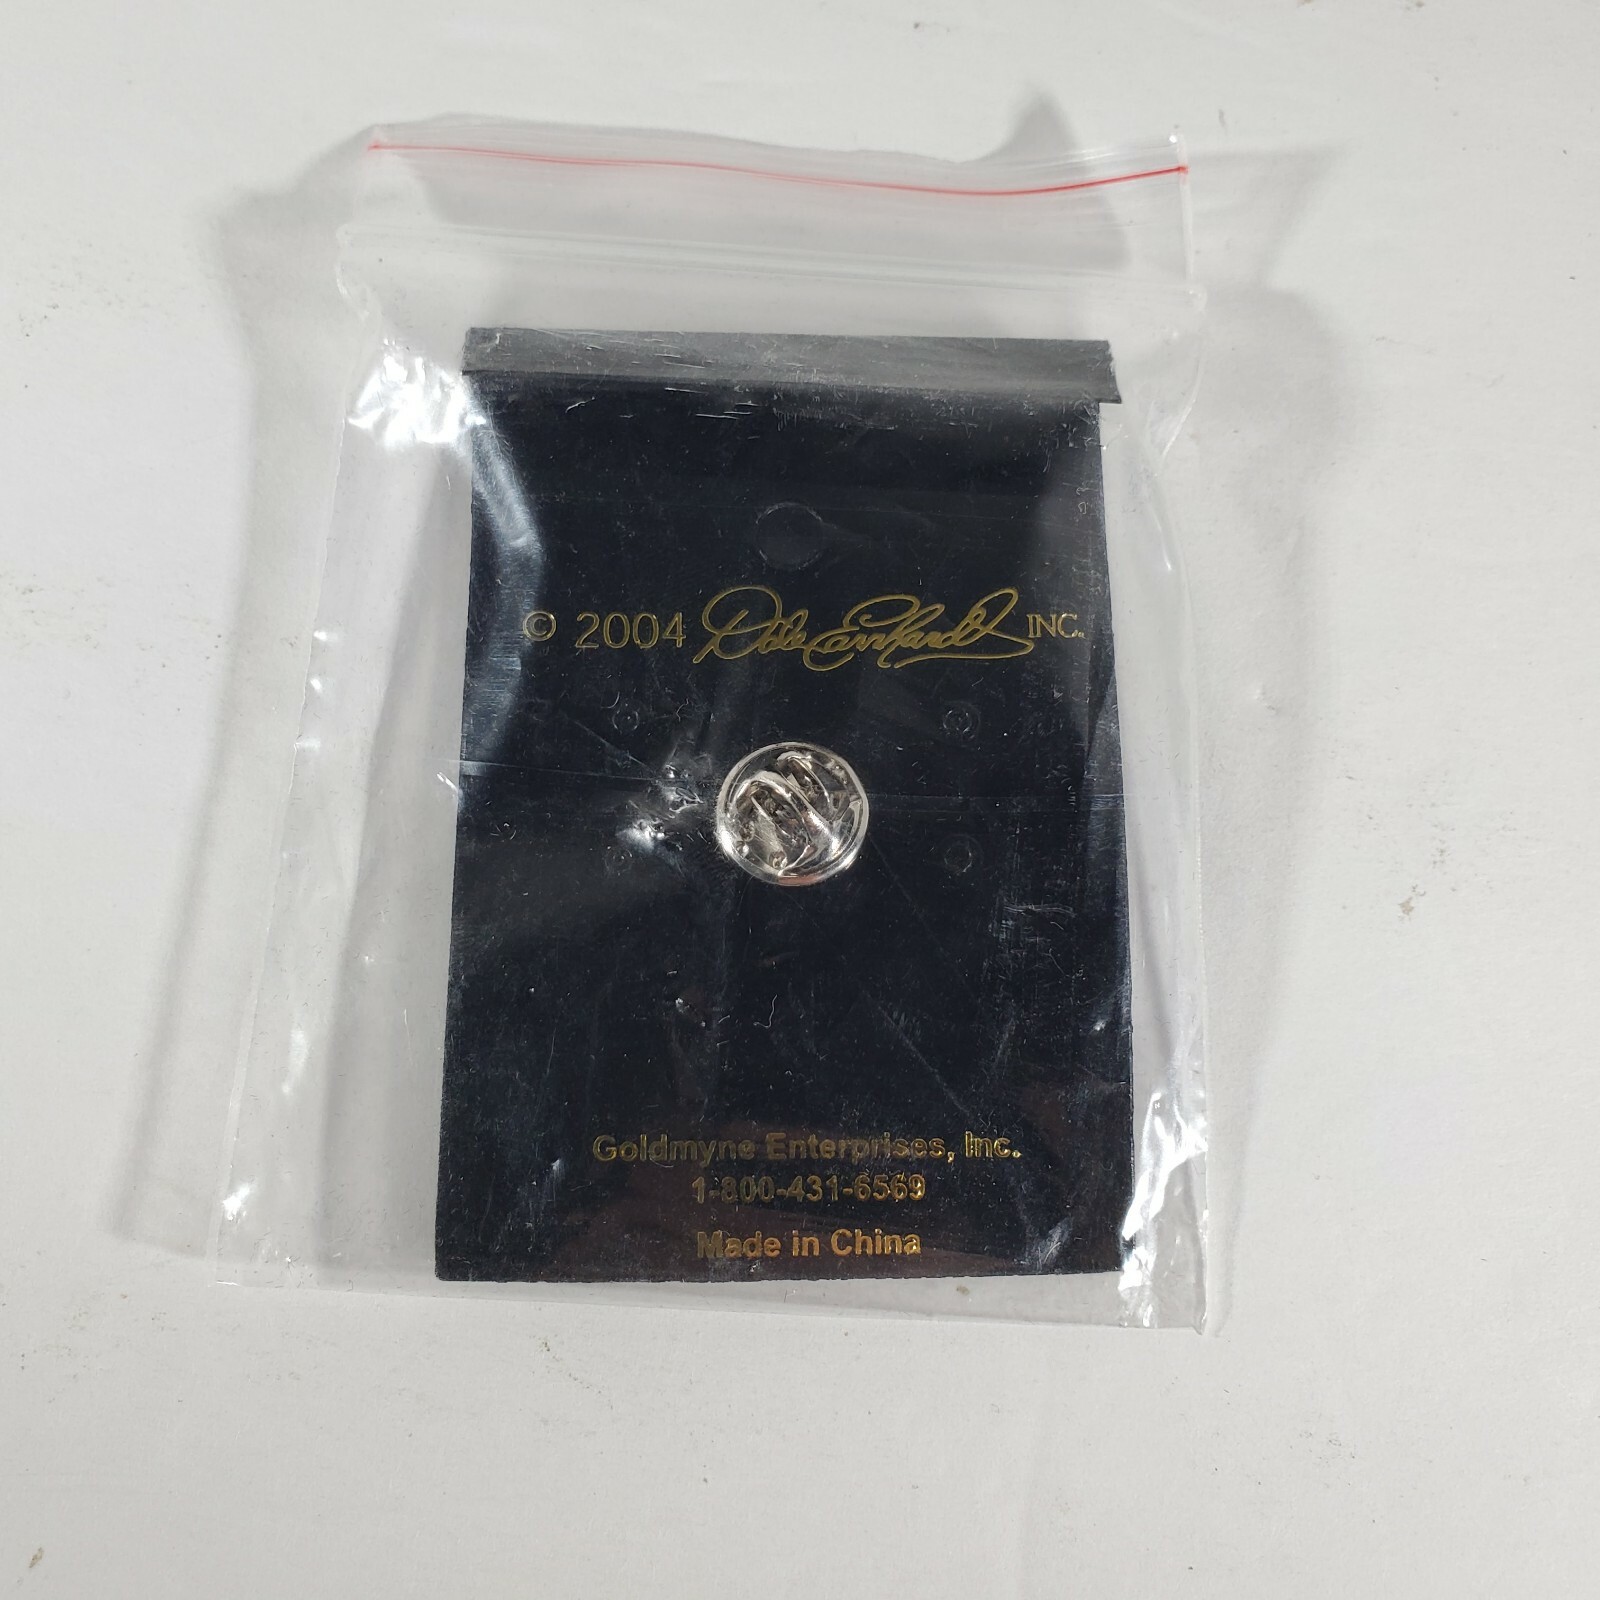 © 2004 Dale Earnhardt INC.
Goldmyne Enterprises, Inc.
1-800-431-6569
Made in China